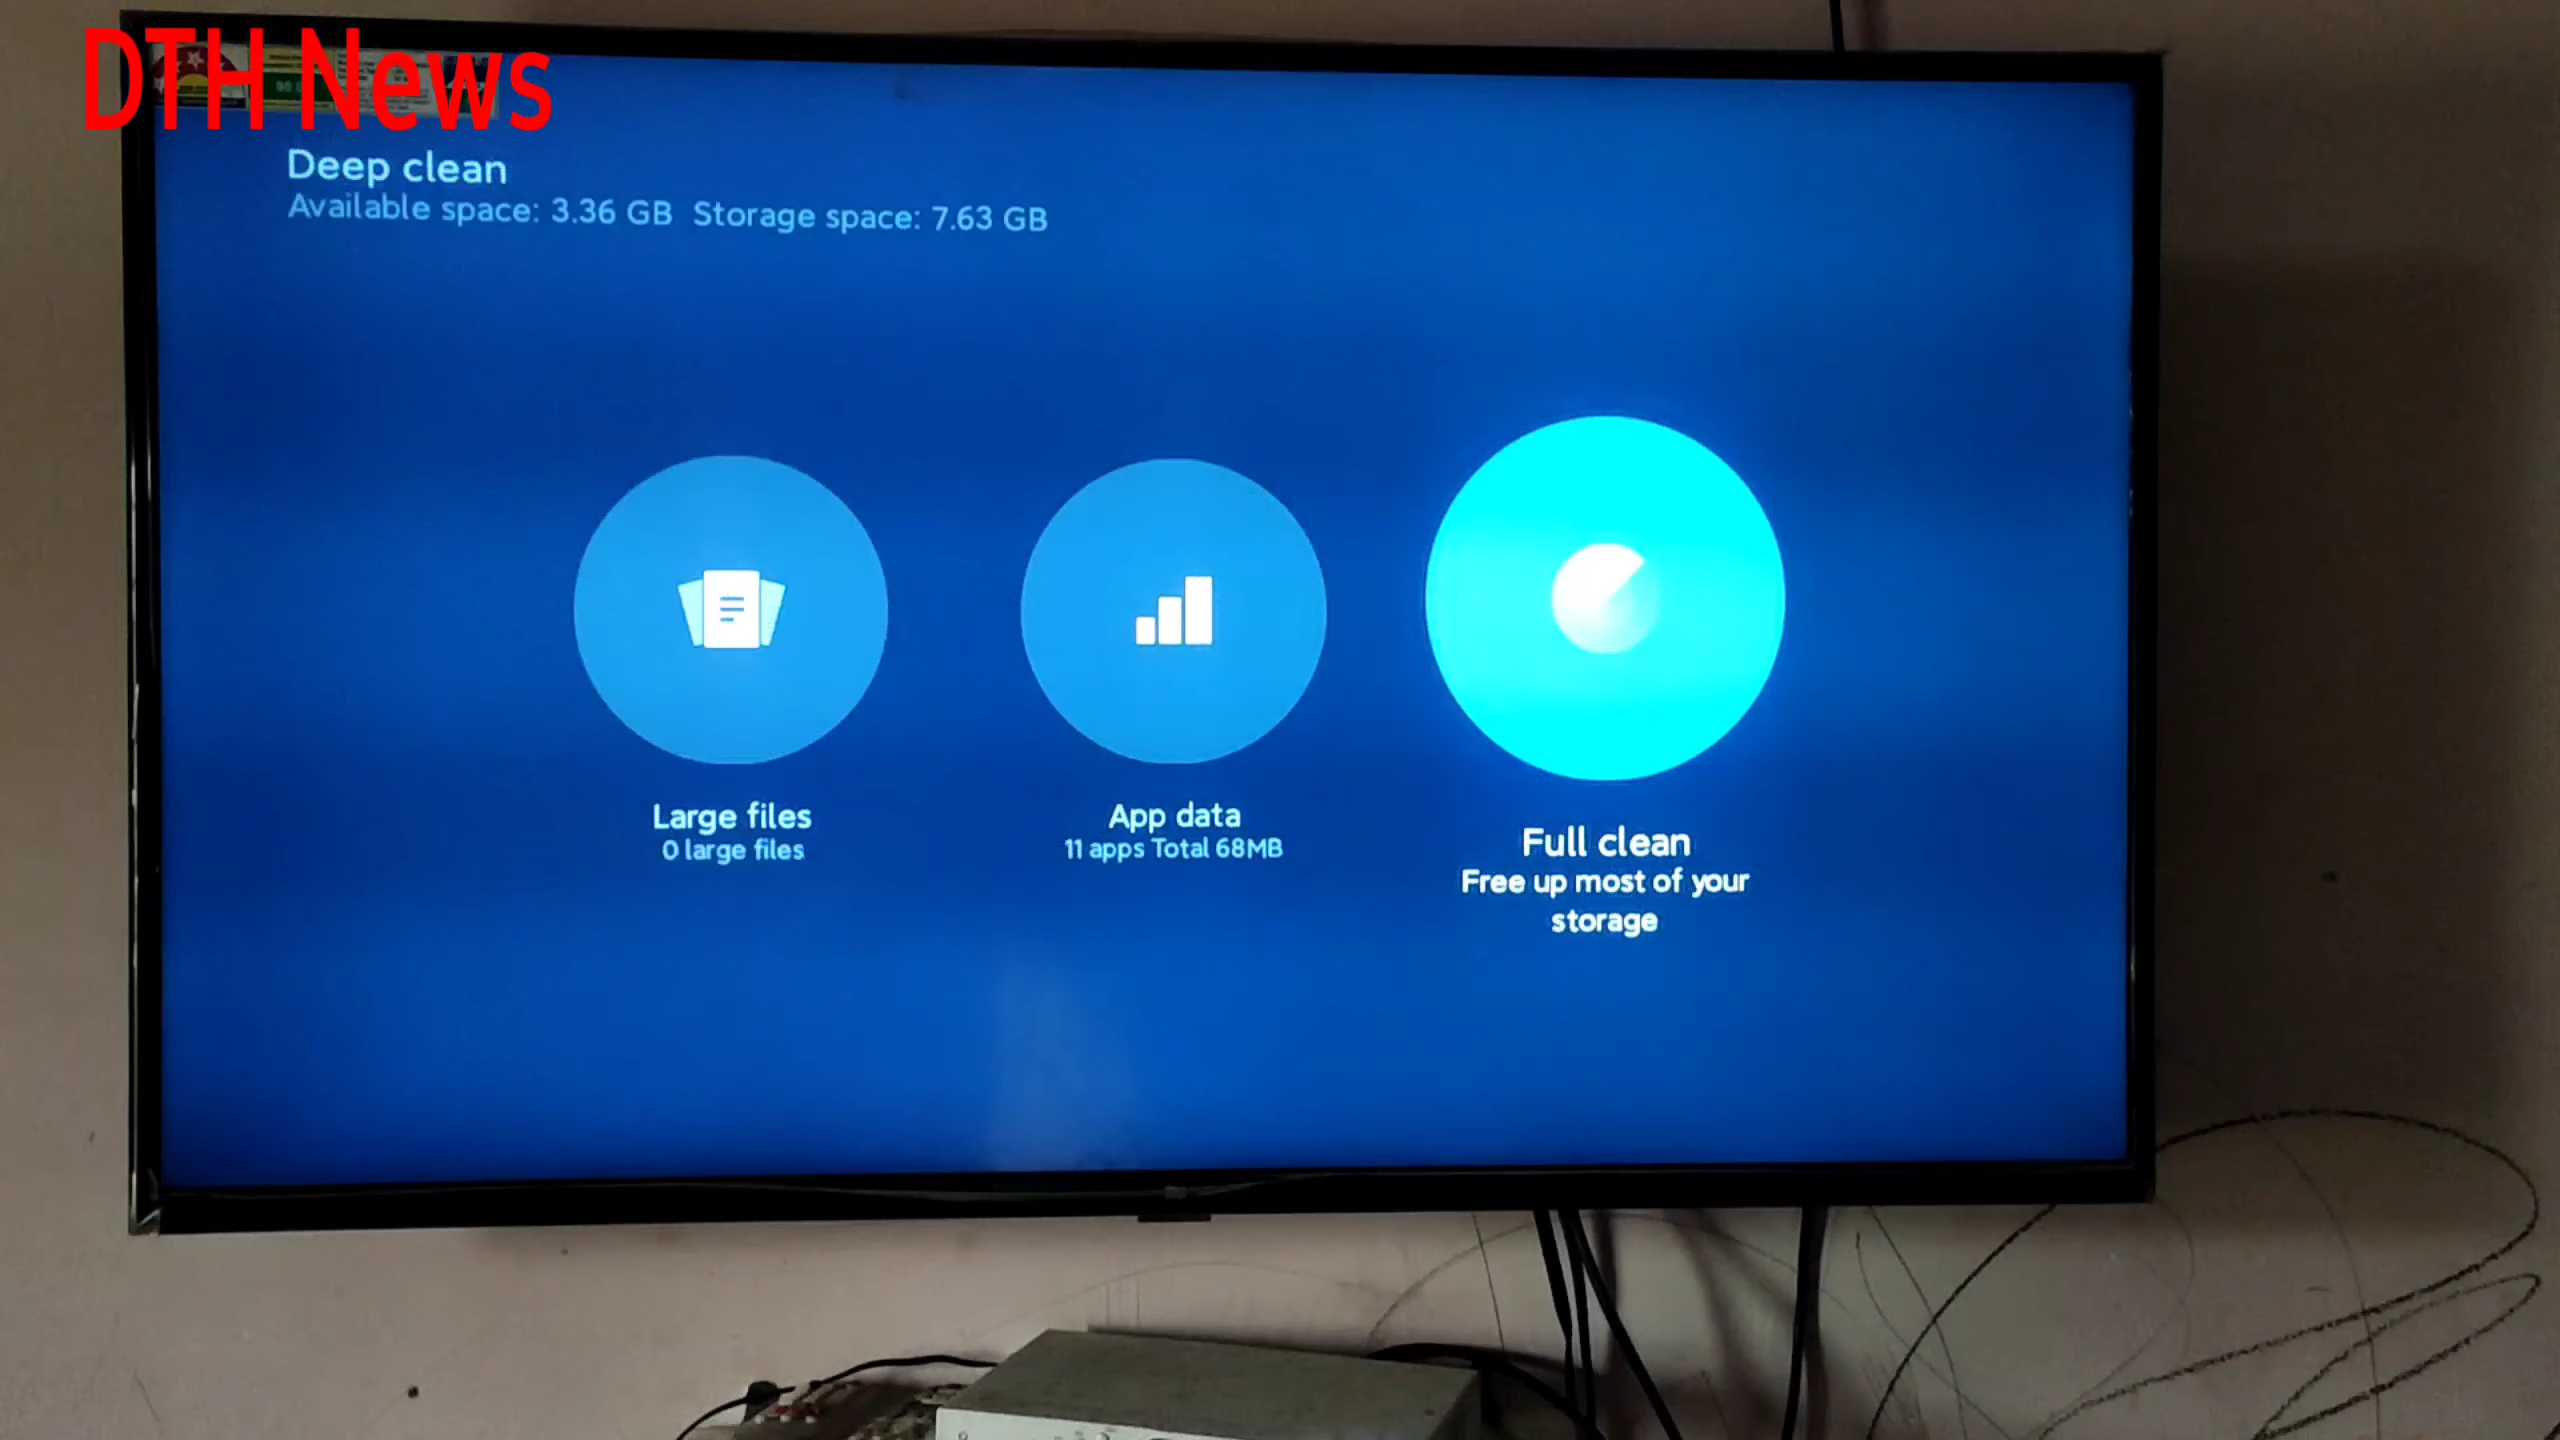 DTH News
Deep clean
Available space: 3.36 GB Storage space: 7.63 GB
Large files
0 large files
App data
11 apps Total 68MB
Full clean
Free up most of your
storage